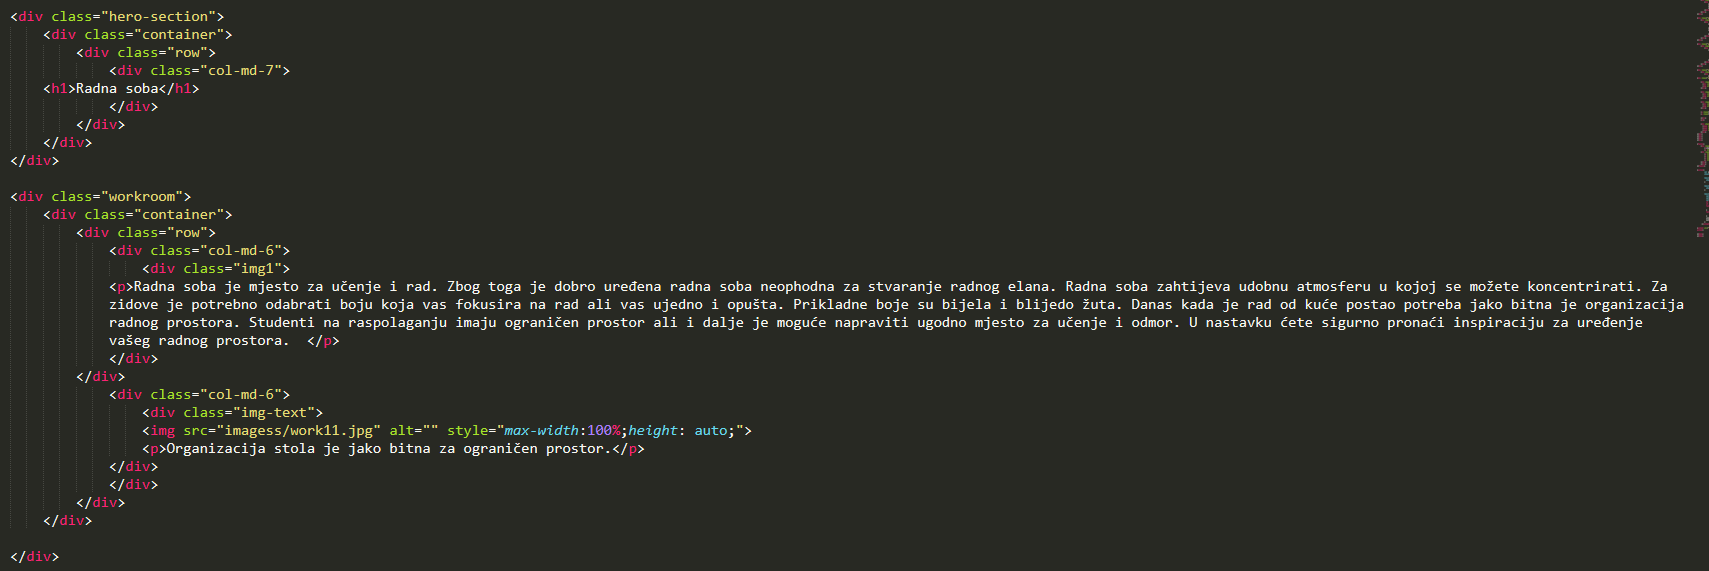 <div class="hero-section">
<div class="container">
<div class="row">
<div class="col-md-7">
<h1>Radna soba</h1>
</div>
</div>
</div>
</div>
<div class="workroom">
<div class="container">
<div class="row">
<div class="col-md-6">
<div class="img1">
<p>Radna soba je mjesto za učenje i rad. Zbog toga je dobro uređena radna soba neophodna za stvaranje radnog elana. Radna soba zahtijeva udobnu atmosferu u kojoj se možete koncentrirati. Za
zidove je potrebno odabrati boju koja vas fokusira na rad ali vas ujedno i opušta. Prikladne boje su bijela i blijedo žuta. Danas kada je rad od kuće postao potreba jako bitna je organizacija
radnog prostora. Studenti na raspolaganju imaju ograničen prostor ali i dalje je moguće napraviti ugodno mjesto za učenje i odmor. U nastavku ćete sigurno pronaći inspiraciju za uređenje
vašeg radnog prostora.  </p>
</div>
</div>
<div class="col-md-6">
<div class="img-text">
<img src="imagess/work11.jpg" alt="" style="max-width:100%;height: auto;">
<p>Organizacija stola je jako bitna za ograničen prostor.</p>
</div>
</div>
</div>
</div>
</div>